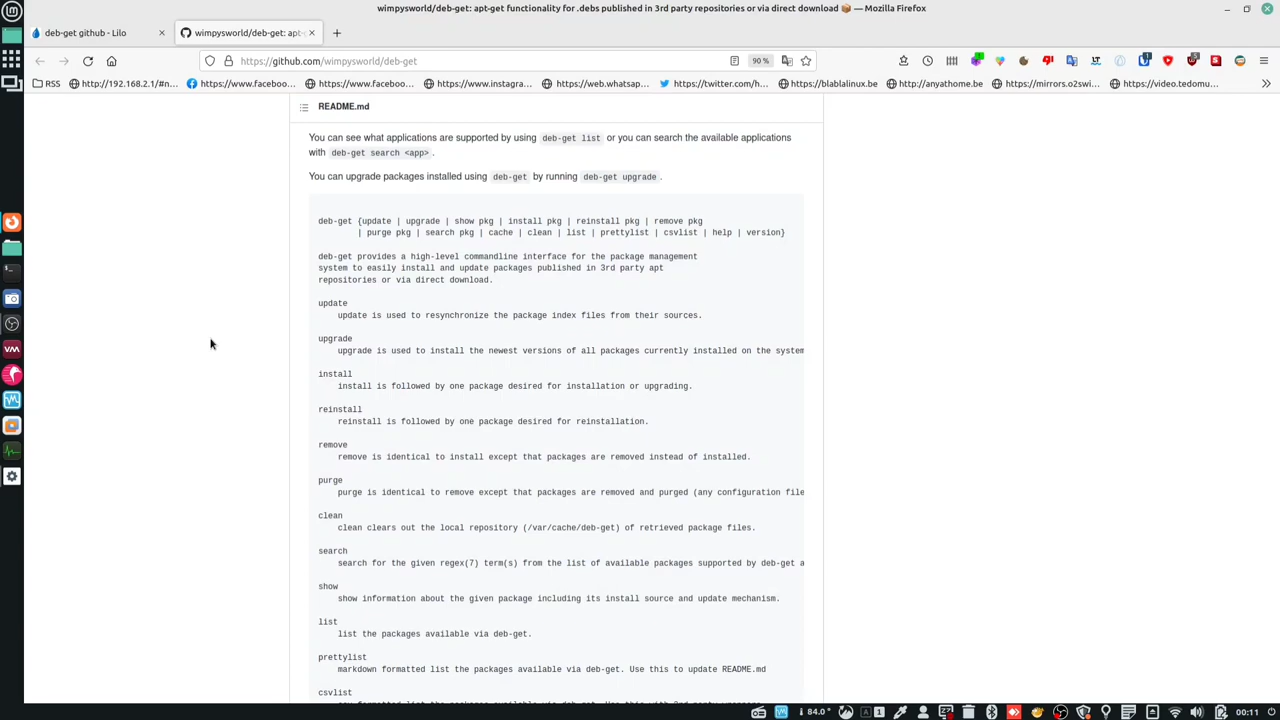 wimpysworld/deb-get: apt-get functionality for .debs published in 3rd party repositories or via direct download 📦 — Mozilla Firefox
deb-get github - Lilo
wimpysworld/deb-get: apt-
https://github.com/wimpysworld/deb-get
90 %
RSS
http://192.168.2.1/#n...
https://www.faceboo...
https://www.faceboo...
https://www.instagra...
https://web.whatsap...
https://twitter.com/h...
https://blablalinux.be
http://anyathome.be
https://mirrors.o2swi...
https://video.tedomu...
README.md
You can see what applications are supported by using deb-get list or you can search the available applications
with deb-get search <app> .
You can upgrade packages installed using deb-get by running deb-get upgrade .
deb-get {update | upgrade | show pkg | install pkg | reinstall pkg | remove pkg
| purge pkg | search pkg | cache | clean | list | prettylist | csvlist | help | version}
deb-get provides a high-level commandline interface for the package management
system to easily install and update packages published in 3rd party apt
repositories or via direct download.
update
update is used to resynchronize the package index files from their sources.
upgrade
upgrade is used to install the newest versions of all packages currently installed on the system
install
install is followed by one package desired for installation or upgrading.
reinstall
reinstall is followed by one package desired for reinstallation.
remove
remove is identical to install except that packages are removed instead of installed.
purge
purge is identical to remove except that packages are removed and purged (any configuration file
clean
clean clears out the local repository (/var/cache/deb-get) of retrieved package files.
search
search for the given regex(7) term(s) from the list of available packages supported by deb-get a
show
show information about the given package including its install source and update mechanism.
list
list the packages available via deb-get.
prettylist
markdown formatted list the packages available via deb-get. Use this to update README.md
csvlist
84.0°
1
00:11